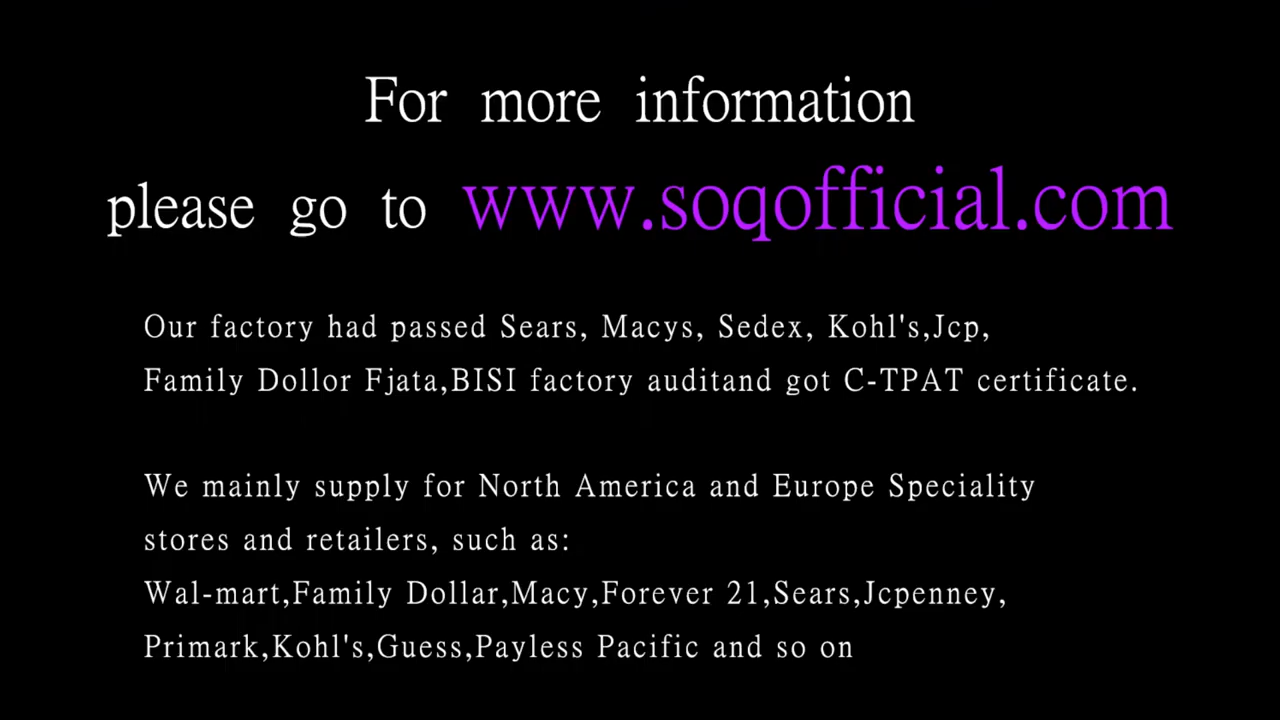 For more information
please go to www.soqofficial.com
Our factory had passed Sears, Macys, Sedex, Kohl's,Jcp,
Family Dollor Fjata,BISI factory auditand got C-TPAT certificate.
We mainly supply for North America and Europe Speciality
stores and retailers, such as:
Wal-mart,Family Dollar,Macy,Forever 21,Sears,Jcpenney,
Primark,Kohl's,Guess,Payless Pacific and so on